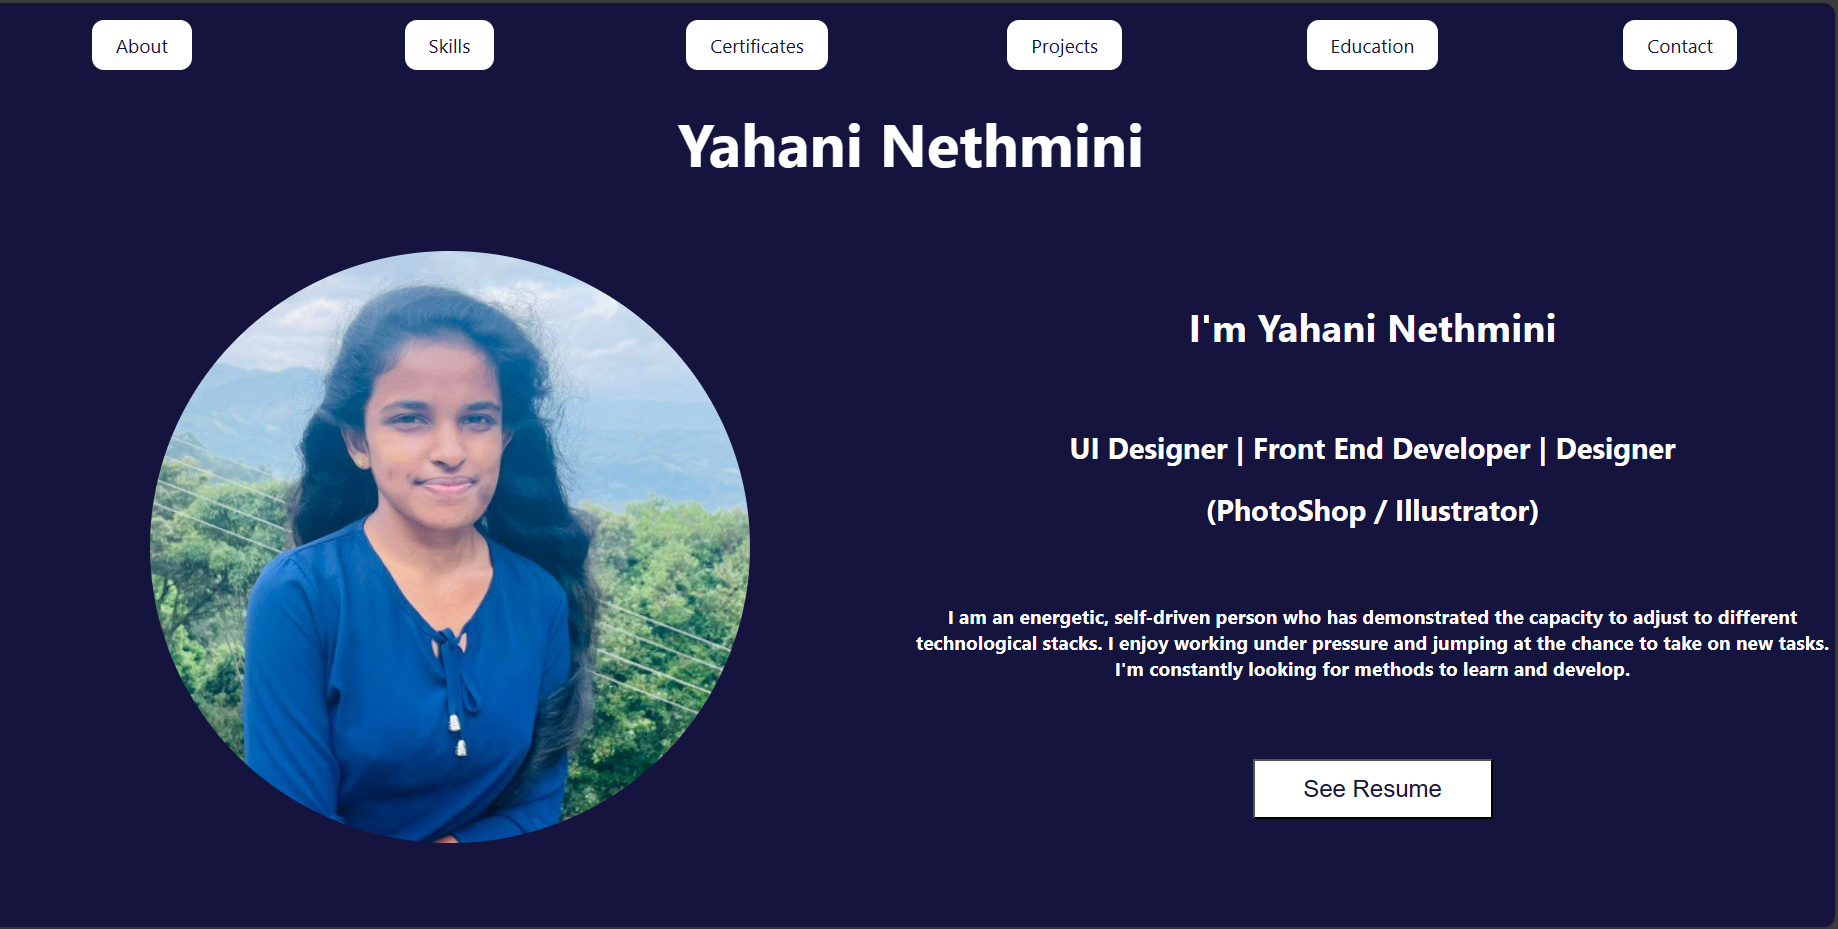 About Skills Certificates Projects Education Contact
Yahani Nethmini
I'm Yahani Nethmini
UI Designer | Front End Developer | Designer
(PhotoShop / Illustrator)
I am an energetic, self-driven person who has demonstrated the capacity to adjust to different
technological stacks. I enjoy working under pressure and jumping at the chance to take on new tasks.
I'm constantly looking for methods to learn and develop.
See Resume